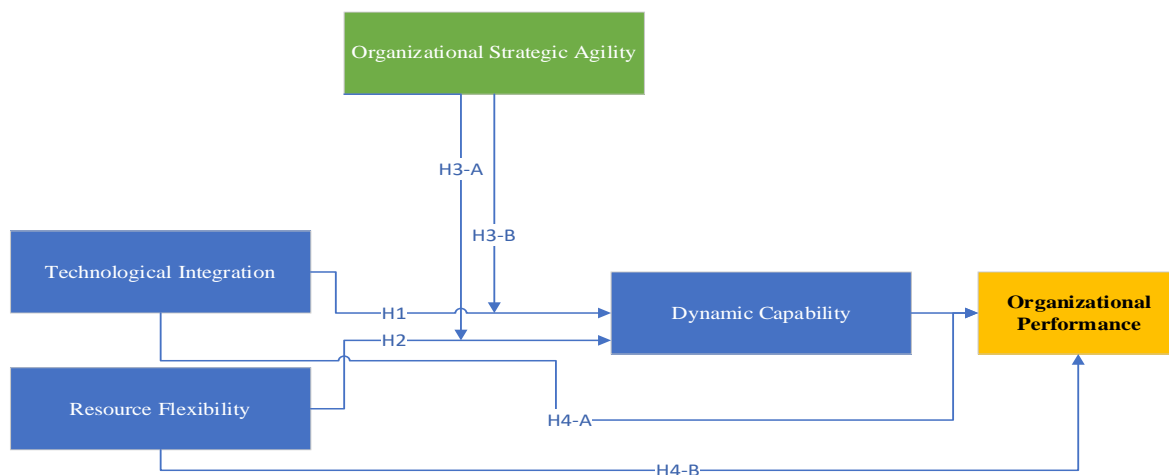 Organizational Strategic Agility
H3-A
H3-B
Technological Integration
H1
Dynamic Capability
Organizational
Performance
H2
Resource Flexibility
H4-A
H4-B